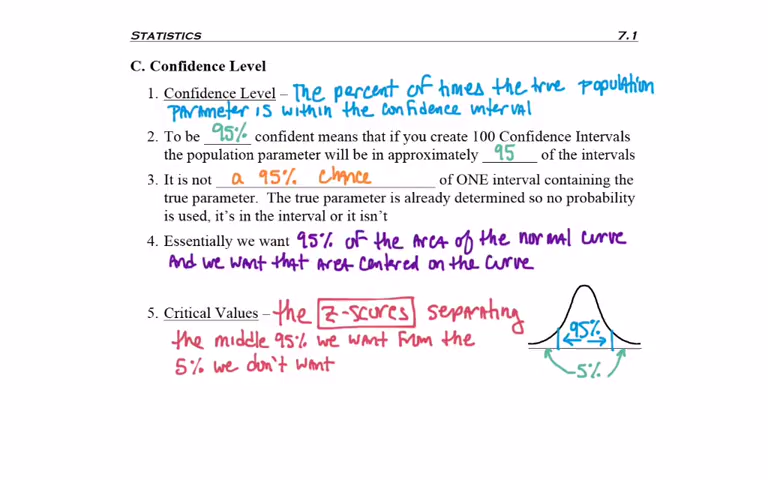 STATISTICS 7.1
C. Confidence Level
1. Confidence Level – The percent of times the true population
parameter is within the confidence interval
2. To be 95% confident means that if you create 100 Confidence Intervals
the population parameter will be in approximately 95 of the intervals
3. It is not a 95% chance of ONE interval containing the
true parameter. The true parameter is already determined so no probability
is used, it's in the interval or it isn't
4. Essentially we want 95% of the area of the normal curve
and we want that area centered on the curve
5. Critical Values – the z-scores separating
the middle 95% we want from the
5% we don't want
95%
5%